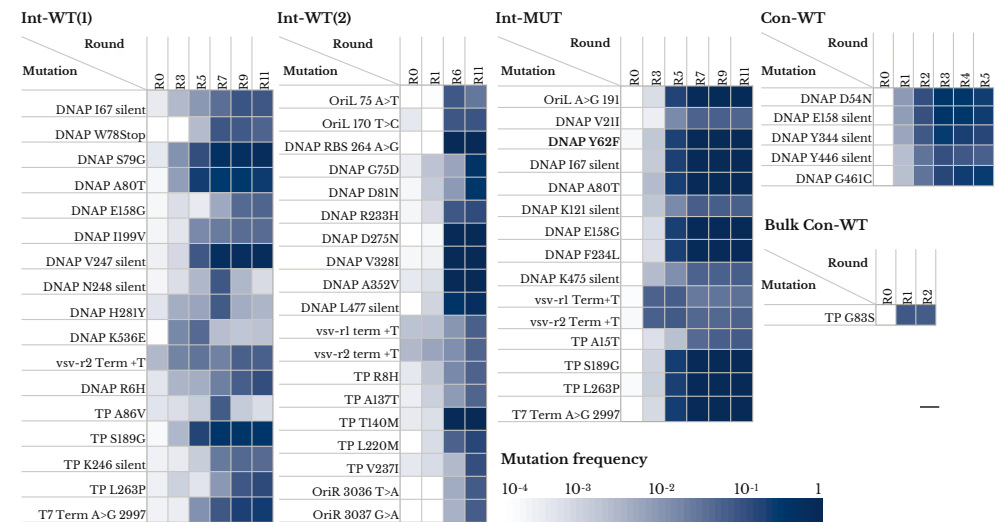 Int-WT(1)
Round
Mutation
R0 R3 R5 R7 R9 R11
DNAP I67 silent
DNAP W78Stop
DNAP S79G
DNAP A80T
DNAP E158G
DNAP I199V
DNAP V247 silent
DNAP N248 silent
DNAP H281Y
DNAP K536E
vsv-r2 Term +T
DNAP R6H
TP A86V
TP S189G
TP K246 silent
TP L263P
T7 Term A>G 2997
Int-WT(2)
Round
Mutation
R0 R1 R6 R11
OriL 75 A>T
OriL 170 T>C
DNAP RBS 264 A>G
DNAP G75D
DNAP D81N
DNAP R233H
DNAP D275N
DNAP V328I
DNAP A352V
DNAP L477 silent
vsv-r1 term +T
vsv-r2 term +T
TP R8H
TP A137T
TP T140M
TP L220M
TP V237I
OriR 3036 T>A
OriR 3037 G>A
Int-MUT
Round
Mutation
R0 R3 R5 R7 R9 R11
OriL A>G 191
DNAP V21I
DNAP Y62F
DNAP I67 silent
DNAP A80T
DNAP K121 silent
DNAP E158G
DNAP F234L
DNAP K475 silent
vsv-r1 Term+T
vsv-r2 Term +T
TP A15T
TP S189G
TP L263P
T7 Term A>G 2997
Con-WT
Round
Mutation
R0 R1 R2 R3 R4 R5
DNAP D54N
DNAP E158 silent
DNAP Y344 silent
DNAP Y446 silent
DNAP G461C
Bulk Con-WT
Round
Mutation
R0 R1 R2
TP G83S
Mutation frequency
10⁻⁴ 10⁻³ 10⁻² 10⁻¹ 1